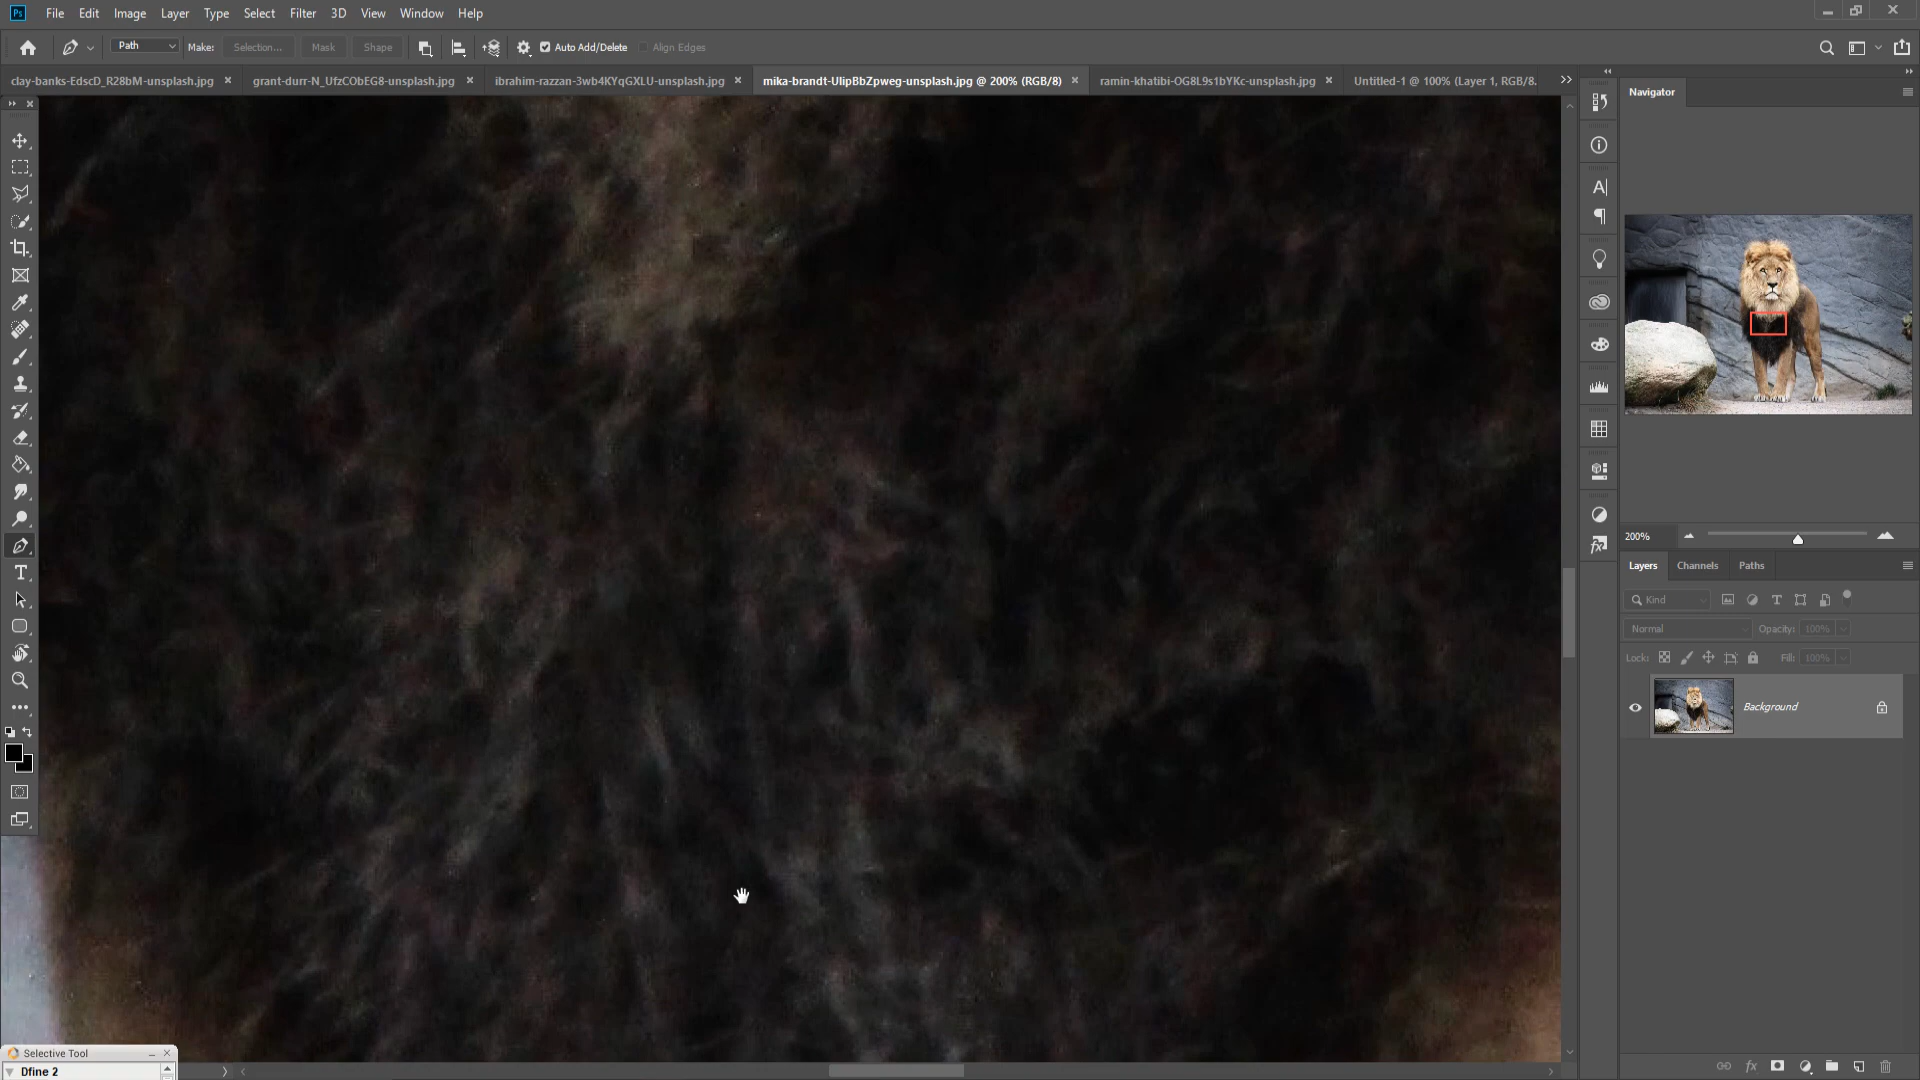 Ps File Edit Image Layer Type Select Filter 3D View Window Help
Path Make: Selection... Mask Shape Auto Add/Delete Align Edges
clay-banks-EdscD_R28bM-unsplash.jpg grant-durr-N_UfzCObEG8-unsplash.jpg ibrahim-razzan-3wb4KYqGXLU-unsplash.jpg mika-brandt-UlipBbZpweg-unsplash.jpg @ 200% (RGB/8) ramin-khatibi-OG8L9s1bYKc-unsplash.jpg Untitled-1 @ 100% (Layer 1, RGB/8.
Navigator
200%
Layers Channels Paths
Kind
Normal Opacity: 100%
Lock: Fill: 100%
Background
Selective Tool
Dfine 2